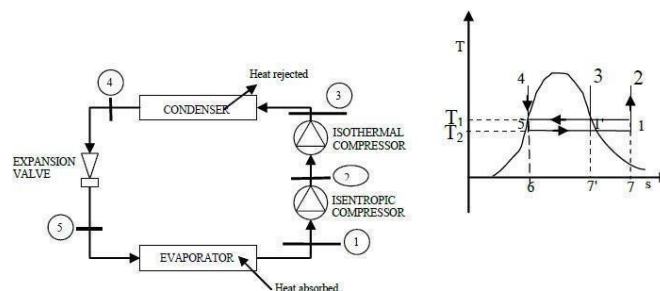 4
Heat rejected
CONDENSER
3
ISOTHERMAL
COMPRESSOR
EXPANSION
VALVE
2
ISENTROPIC
COMPRESSOR
5
1
EVAPORATOR
Heat absorbed
T
4
3
2
T1
5
1'
1
T2
6
7'
7
s